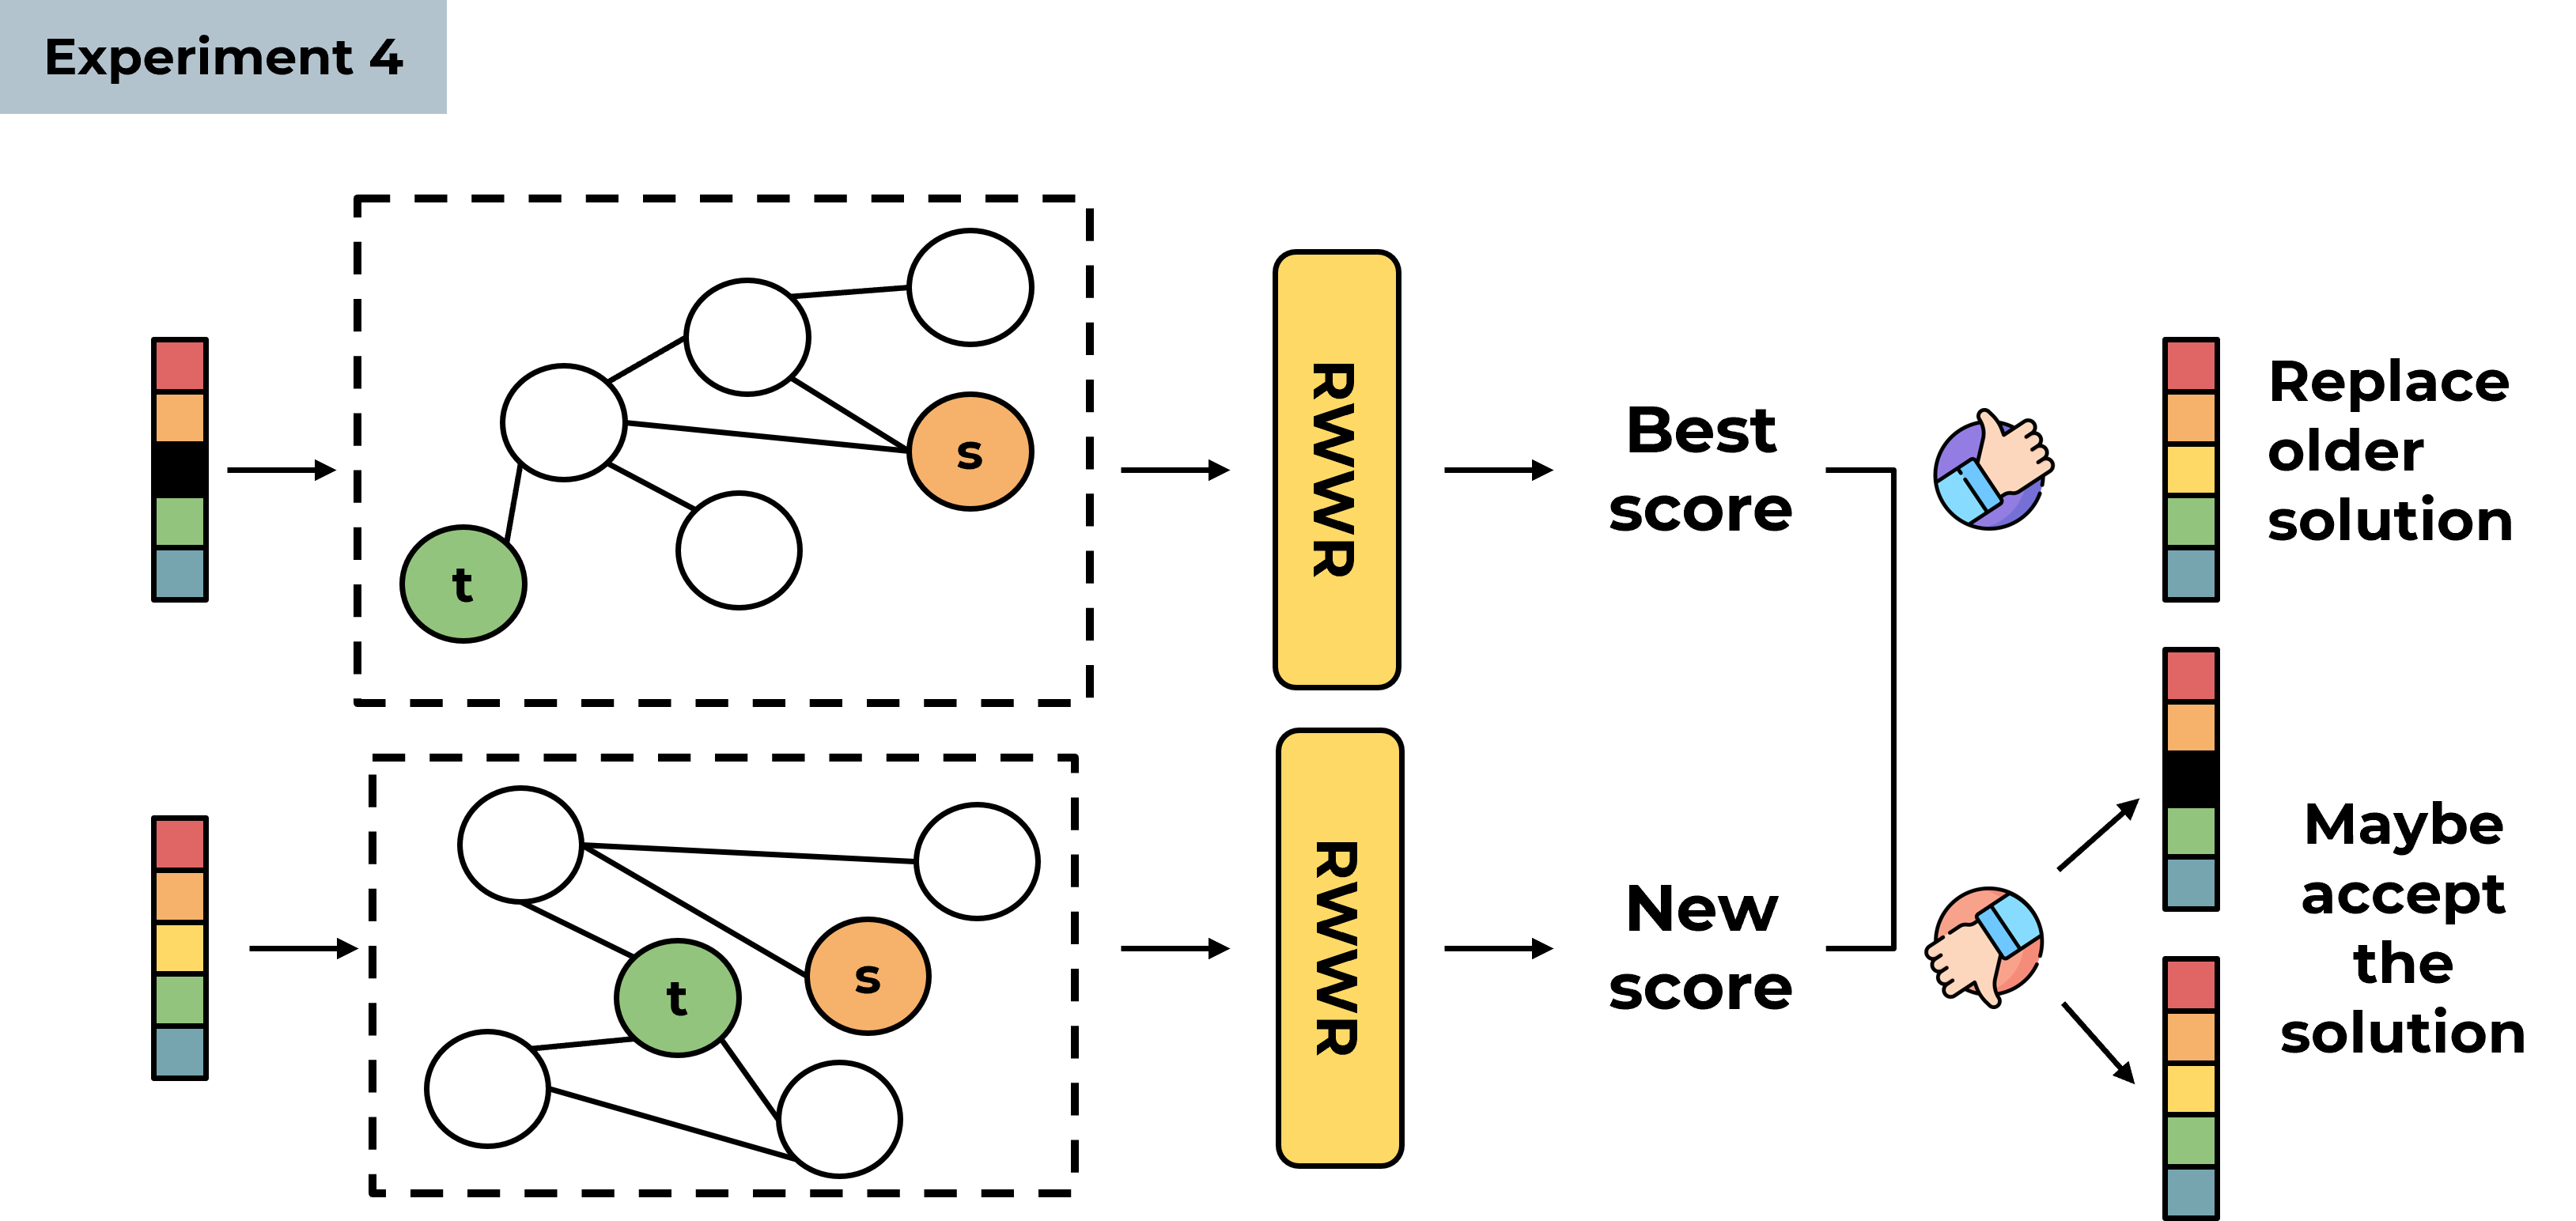 Experiment 4
s
t
RWWR
Best
score
Replace
older
solution
s
t
RWWR
New
score
Maybe
accept
the
solution